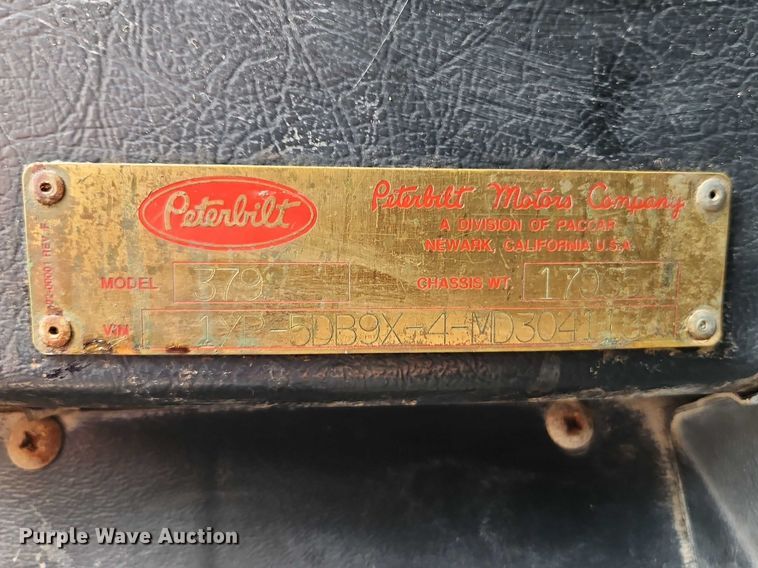 Peterbilt
Peterbilt Motors Company
A DIVISION OF PACCAR
NEWARK, CALIFORNIA U.S.A.
MODEL 379
CHASSIS WT.
VIN
Purple Wave Auction